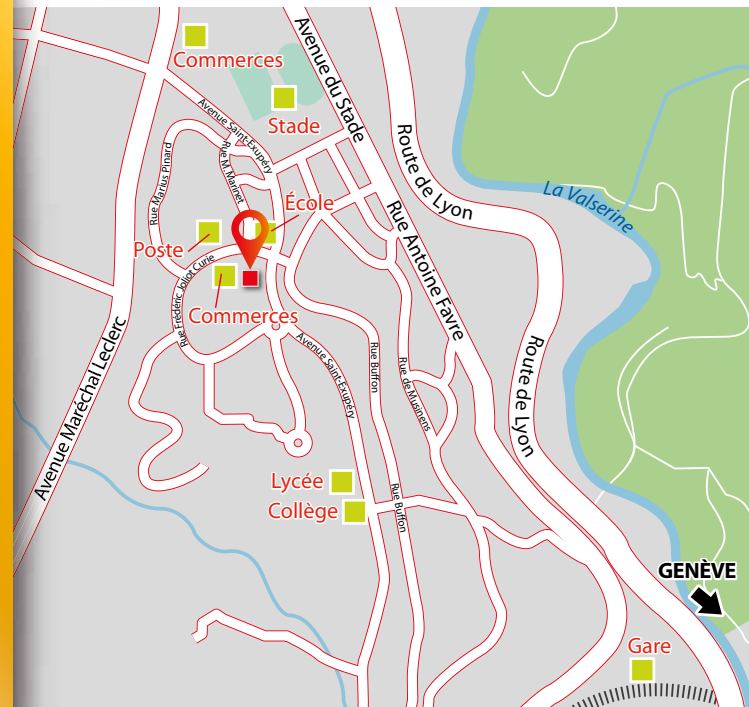 Commerces
Avenue du Stade
Stade
Avenue Saint-Exupéry
Route de Lyon
Rue M. Marinet
Rue Marius Pinard
La Valserine
École
Poste
Rue Antoine Favre
Rue Frédéric Joliot Curie
Commerces
Avenue Maréchal Leclerc
Avenue Saint-Exupéry
Rue Buffon
Rue de Musinens
Route de Lyon
Lycée
Collège
Rue Buffon
GENÈVE
Gare